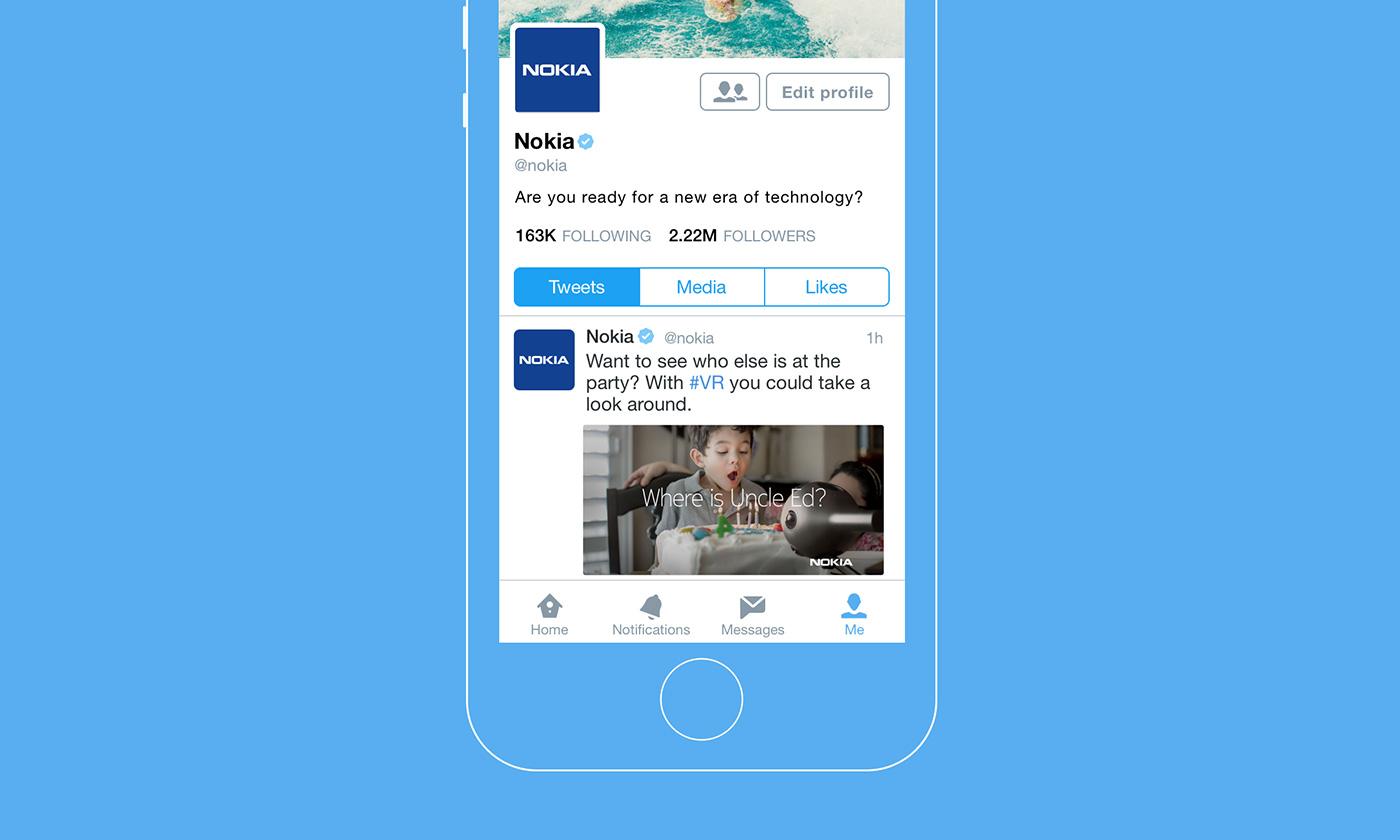 NOKIA
Edit profile
Nokia
@nokia
Are you ready for a new era of technology?
163K FOLLOWING 2.22M FOLLOWERS
Tweets Media Likes
NOKIA
Nokia @nokia 1h
Want to see who else is at the
party? With #VR you could take a
look around.
Where is Uncle Ed?
NOKIA
Home Notifications Messages Me